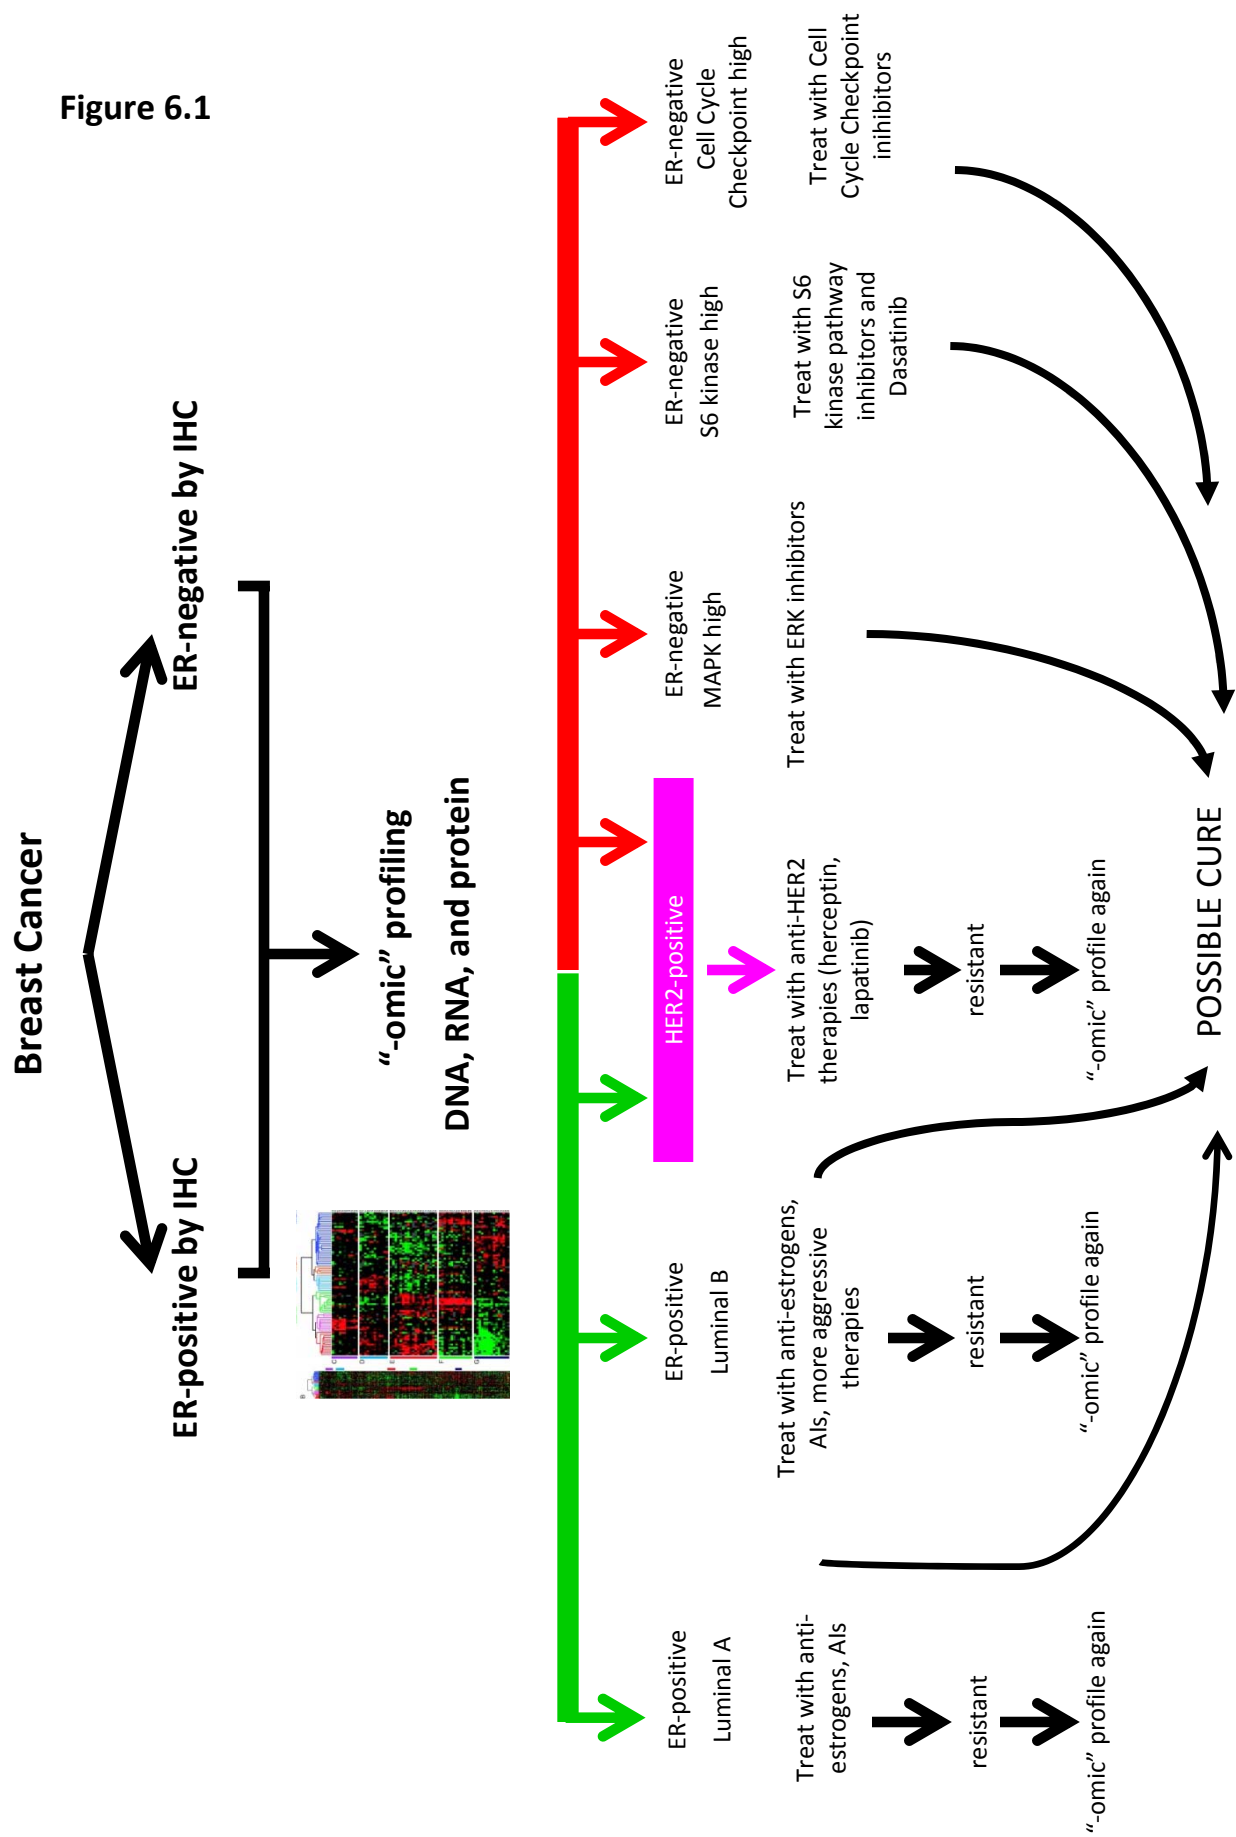 Figure 6.1
Breast Cancer
ER-positive by IHC
ER-negative by IHC
“-omic” profiling
DNA, RNA, and protein
B
C
D
E
F
G
ER-positive
Luminal A
ER-positive
Luminal B
HER2-positive
ER-negative
MAPK high
ER-negative
S6 kinase high
ER-negative
Cell Cycle
Checkpoint high
Treat with anti-
estrogens, AIs
Treat with anti-estrogens,
AIs, more aggressive
therapies
Treat with anti-HER2
therapies (herceptin,
lapatinib)
Treat with ERK inhibitors
Treat with S6
kinase pathway
inhibitors and
Dasatinib
Treat with Cell
Cycle Checkpoint
inihibitors
resistant
resistant
resistant
“-omic” profile again
“-omic” profile again
“-omic” profile again
POSSIBLE CURE